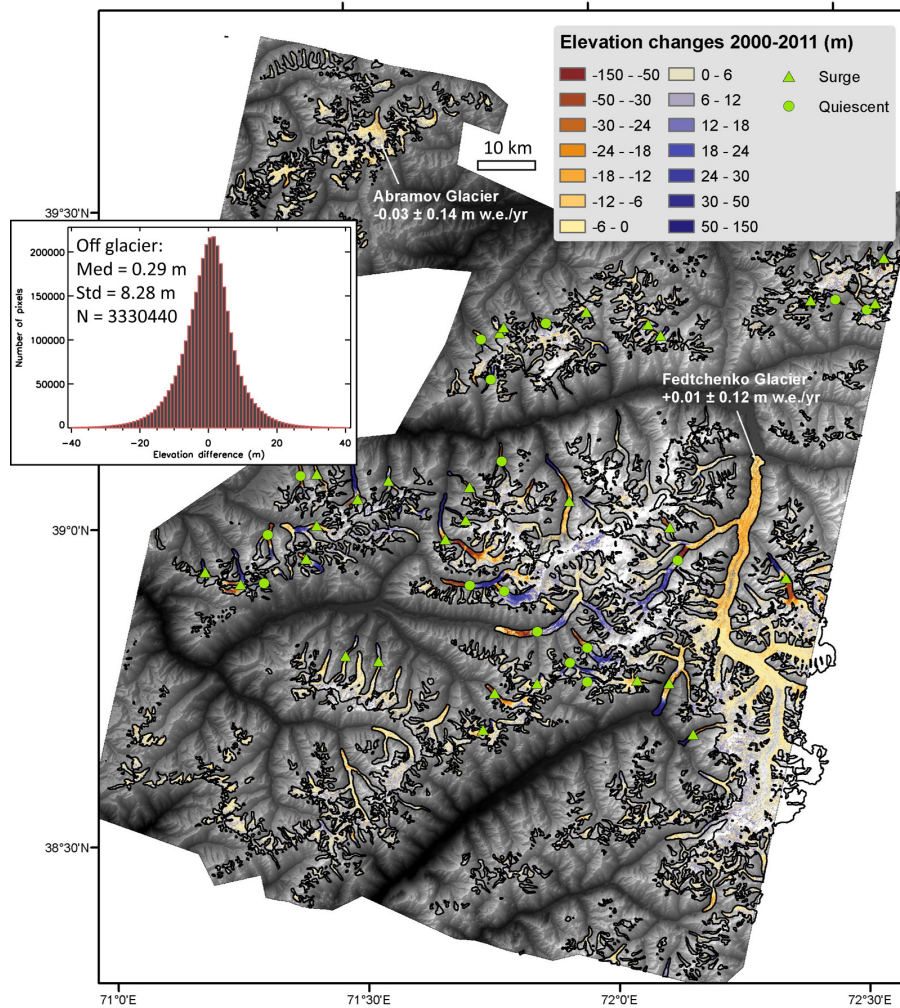 Elevation changes 2000-2011 (m)
-150 - -50
-50 - -30
-30 - -24
-24 - -18
-18 - -12
-12 - -6
-6 - 0
0 - 6
6 - 12
12 - 18
18 - 24
24 - 30
30 - 50
50 - 150
Surge
Quiescent
10 km
Abramov Glacier
-0.03 ± 0.14 m w.e./yr
39°30'N
Off glacier:
Med = 0.29 m
Std = 8.28 m
N = 3330440
Number of pixels
200000
150000
100000
50000
0
−40
−20
0
20
40
Elevation difference (m)
Fedtchenko Glacier
+0.01 ± 0.12 m w.e./yr
39°0'N
38°30'N
71°0'E
71°30'E
72°0'E
72°30'E